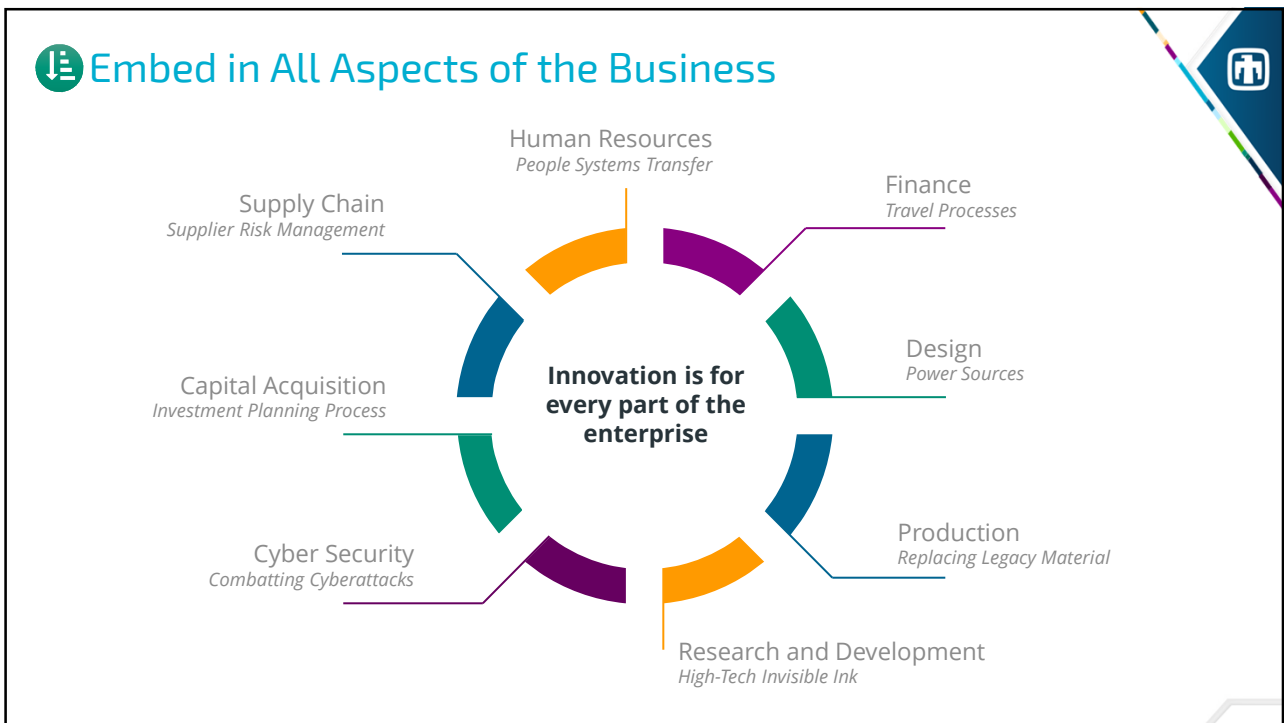 Embed in All Aspects of the Business
Human Resources
People Systems Transfer
Finance
Travel Processes
Supply Chain
Supplier Risk Management
Design
Power Sources
Innovation is for
every part of the
enterprise
Capital Acquisition
Investment Planning Process
Production
Replacing Legacy Material
Cyber Security
Combatting Cyberattacks
Research and Development
High-Tech Invisible Ink